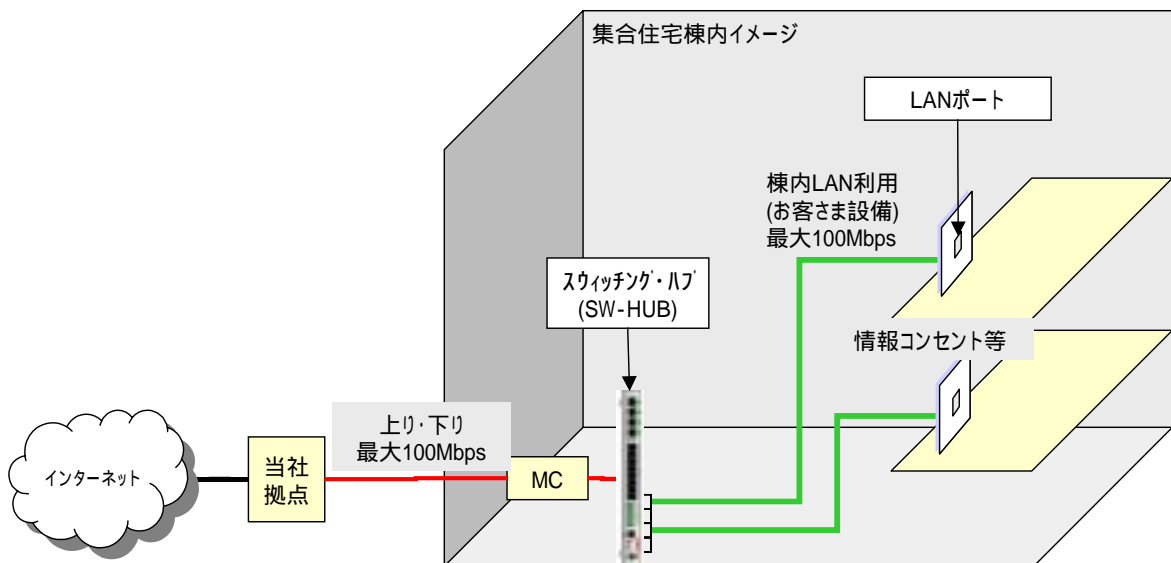 集合住宅棟内イメージ
LANポート
棟内LAN利用
(お客さま設備)
最大100Mbps
スウィッチング・ハブ
(SW-HUB)
情報コンセント等
上り・下り
最大100Mbps
インターネット
当社
拠点
MC